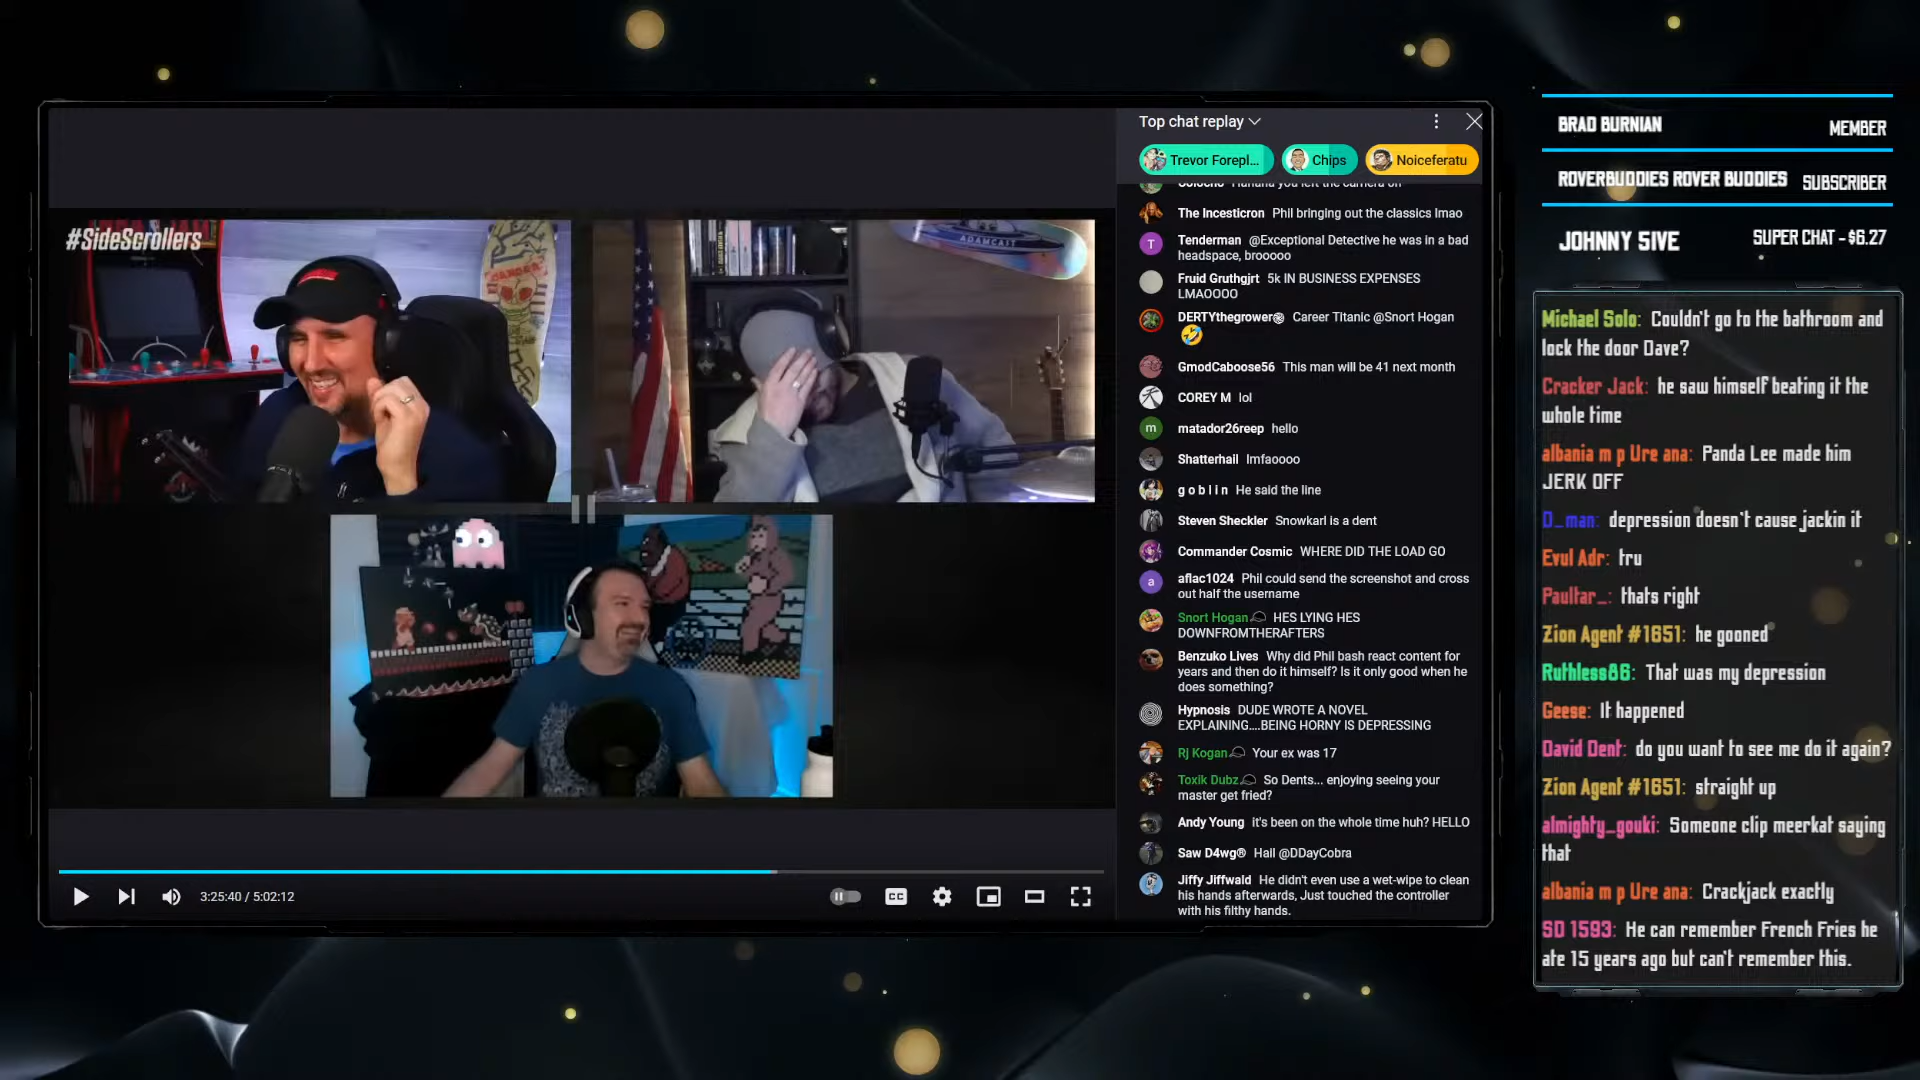 #SideScrollers
ADAMCAST
DANGER
3:25:40 / 5:02:12
CC
Top chat replay
Trevor Forepl...
Chips
Noiceferatu
The Incesticron Phil bringing out the classics lmao
T
Tenderman @Exceptional Detective he was in a bad
headspace, brooooo
Fruid Gruthgjrt 5k IN BUSINESS EXPENSES
LMAOOOO
DERTYthegrower Career Titanic @Snort Hogan
🤣
GmodCaboose56 This man will be 41 next month
COREY M lol
m
matador26reep hello
Shatterhail lmfaoooo
g o b l i n He said the line
Steven Sheckler Snowkarl is a dent
Commander Cosmic WHERE DID THE LOAD GO
a
aflac1024 Phil could send the screenshot and cross
out half the username
Snort Hogan HES LYING HES
DOWNFROMTHERAFTERS
Benzuko Lives Why did Phil bash react content for
years and then do it himself? Is it only good when he
does something?
Hypnosis DUDE WROTE A NOVEL
EXPLAINING....BEING HORNY IS DEPRESSING
Rj Kogan Your ex was 17
Toxik Dubz So Dents... enjoying seeing your
master get fried?
Andy Young it's been on the whole time huh? HELLO
Saw D4wg® Hail @DDayCobra
Jiffy Jiffwald He didn't even use a wet-wipe to clean
his hands afterwards, Just touched the controller
with his filthy hands.
BRAD BURNIAN MEMBER
ROVERBUDDIES ROVER BUDDIES SUBSCRIBER
JOHNNY 5IVE SUPER CHAT - $6.27
Michael Solo: Couldn't go to the bathroom and
lock the door Dave?
Cracker Jack: he saw himself beating it the
whole time
albania m p Ure ana: Panda Lee made him
JERK OFF
D_man: depression doesn't cause jackin it
Evul Adr: tru
Paultar_: thats right
Zion Agent #1651: he gooned
Ruthless86: That was my depression
Geese: It happened
David Dent: do you want to see me do it again?
Zion Agent #1651: straight up
almighty_gouki: Someone clip meerkat saying
that
albania m p Ure ana: Crackjack exactly
SD 1593: He can remember French Fries he
ate 15 years ago but can't remember this.